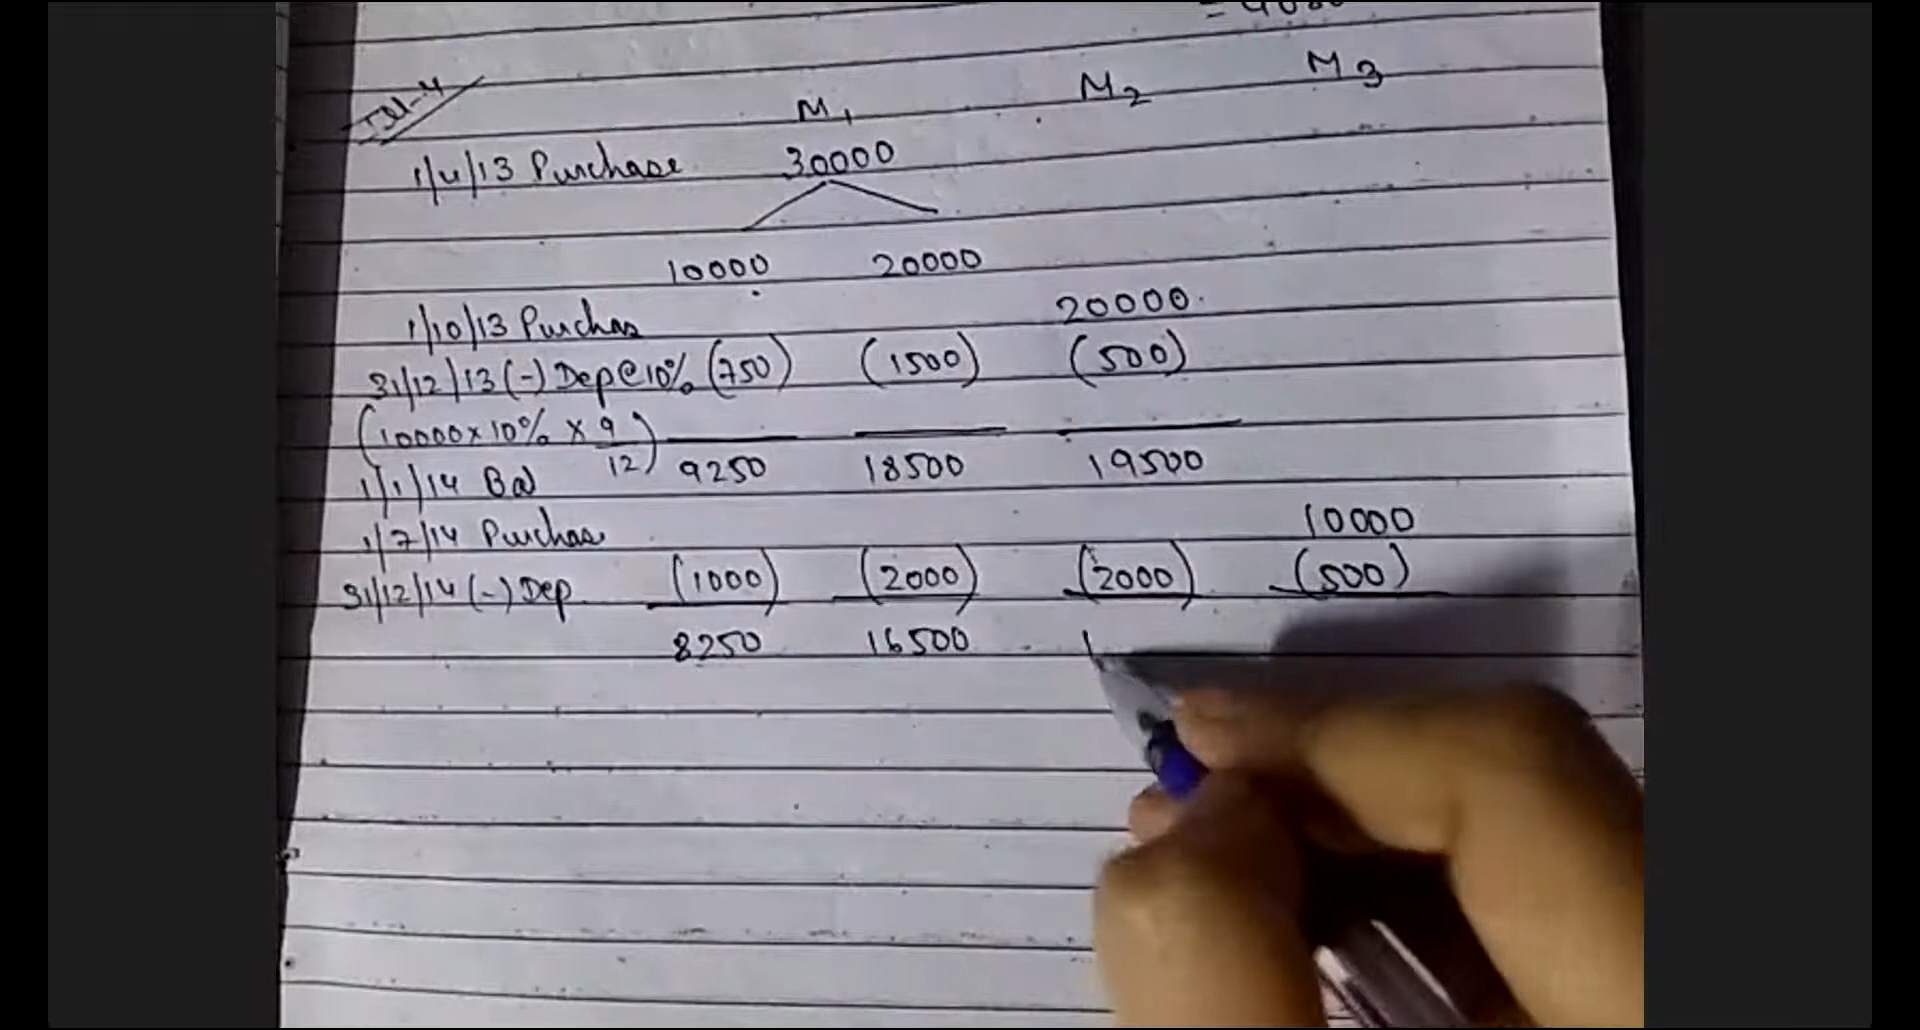 M1 M2 M3
1/4/13 Purchase 30000
10000 20000
1/10/13 Purchas 20000
31/12/13 (-) Dep@10% (750) (1500) (500)
(10000 x 10% x 9/12)
1/1/14 Bal 9250 18500 19500
1/7/14 Purchas 10000
31/12/14 (-) Dep. (1000) (2000) (2000) (500)
8250 16500 1